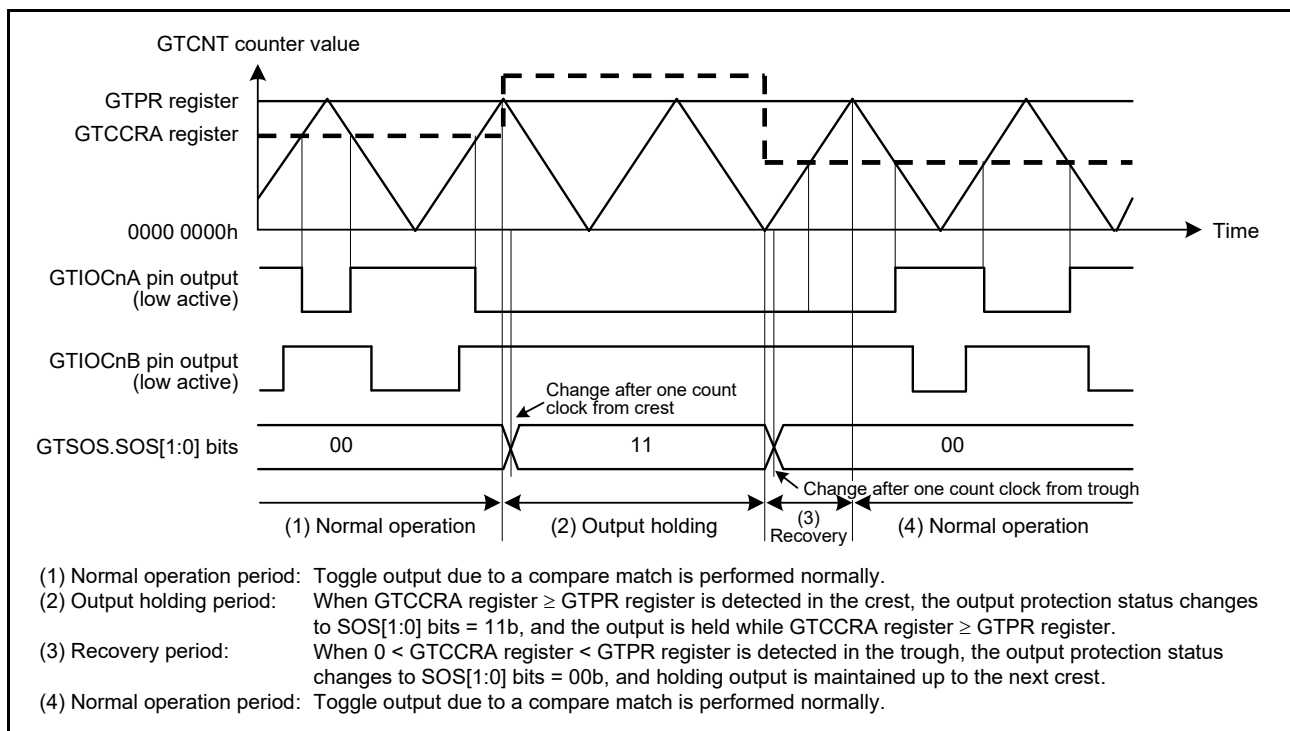 GTCNT counter value
GTPR register
GTCCRA register
0000 0000h
Time
GTIOCnA pin output
(low active)
GTIOCnB pin output
(low active)
Change after one count
clock from crest
GTSOS.SOS[1:0] bits
00
11
00
Change after one count clock from trough
(1) Normal operation
(2) Output holding
(3)
Recovery
(4) Normal operation
(1) Normal operation period: Toggle output due to a compare match is performed normally.
(2) Output holding period: When GTCCRA register ≥ GTPR register is detected in the crest, the output protection status changes
to SOS[1:0] bits = 11b, and the output is held while GTCCRA register ≥ GTPR register.
(3) Recovery period: When 0 < GTCCRA register < GTPR register is detected in the trough, the output protection status
changes to SOS[1:0] bits = 00b, and holding output is maintained up to the next crest.
(4) Normal operation period: Toggle output due to a compare match is performed normally.